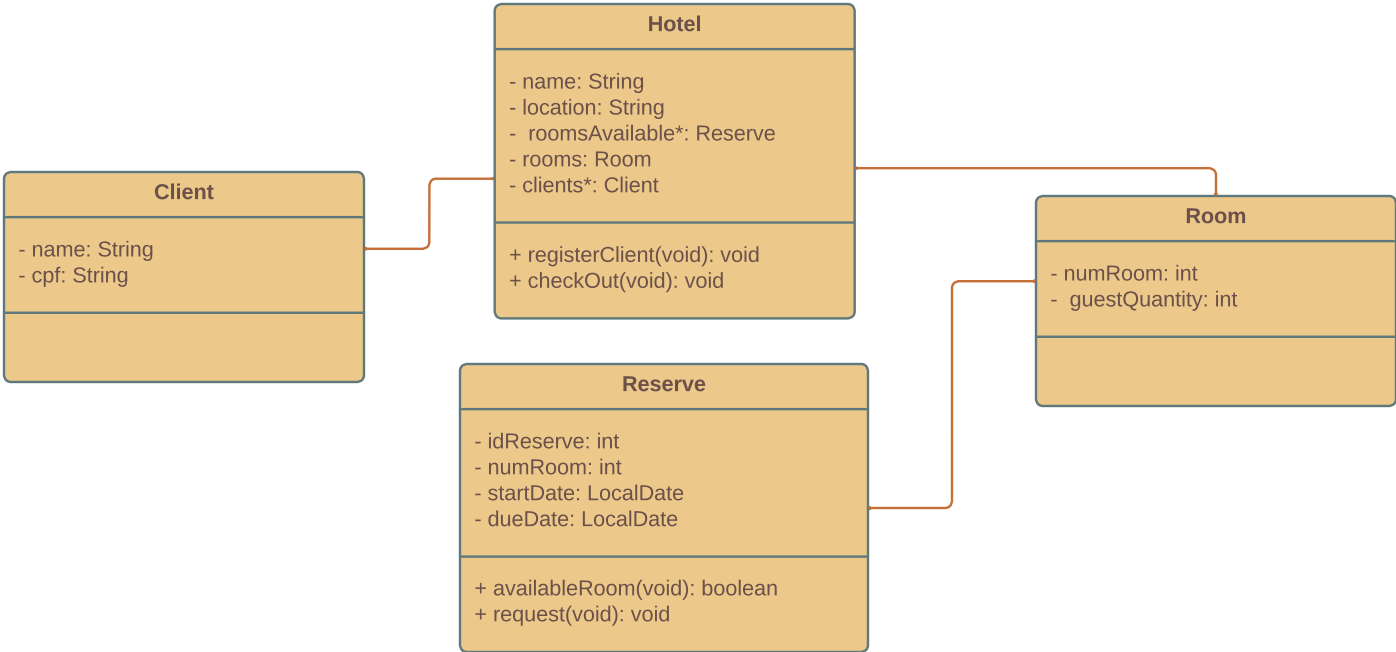 Hotel
- name: String
- location: String
-  roomsAvailable*: Reserve
- rooms: Room
- clients*: Client
+ registerClient(void): void
+ checkOut(void): void
Client
- name: String
- cpf: String
Room
- numRoom: int
-  guestQuantity: int
Reserve
- idReserve: int
- numRoom: int
- startDate: LocalDate
- dueDate: LocalDate
+ availableRoom(void): boolean
+ request(void): void